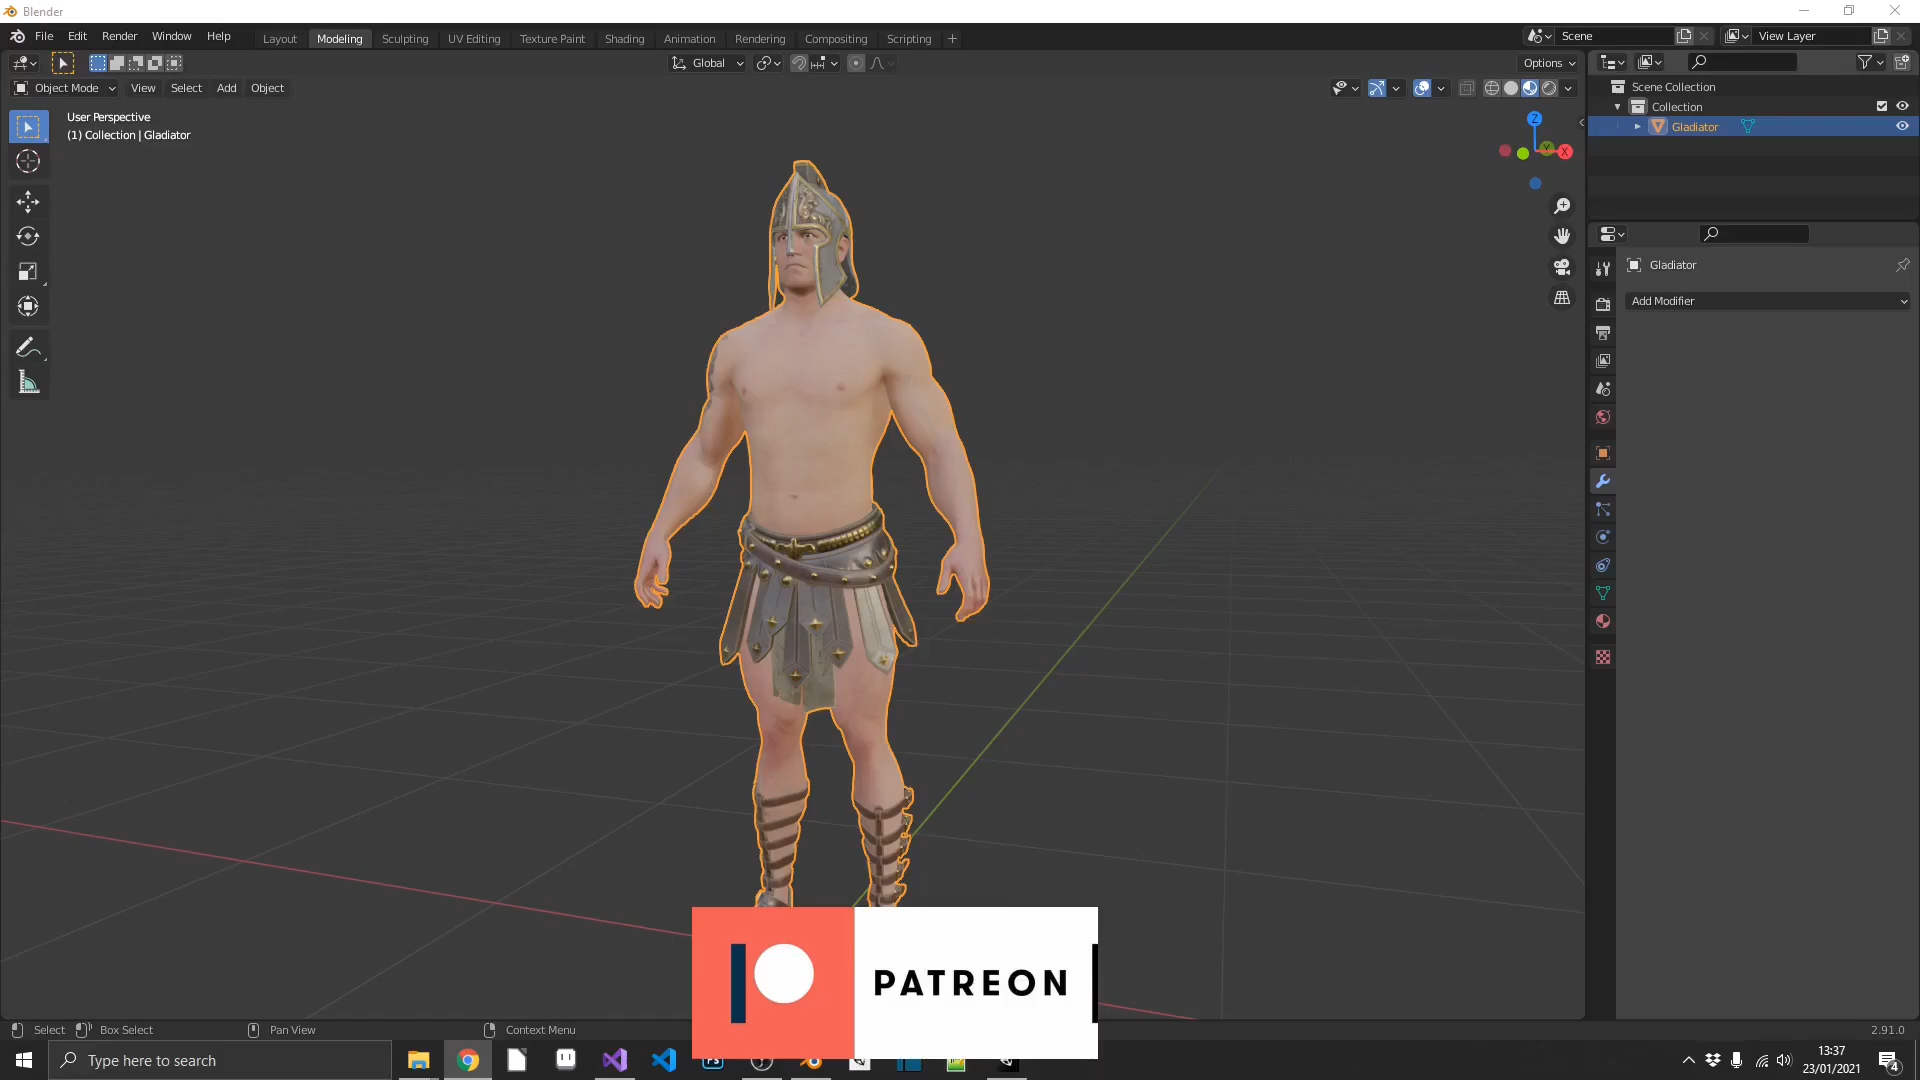 Blender
File Edit Render Window Help
Layout Modeling Sculpting UV Editing Texture Paint Shading Animation Rendering Compositing Scripting +
Scene
View Layer
Global
Options
Object Mode View Select Add Object
User Perspective
(1) Collection | Gladiator
Z
Y
X
Scene Collection
Collection
Gladiator
Gladiator
Add Modifier
PATREON
Select Box Select Pan View Context Menu
2.91.0
Type here to search
Ps
13:37
23/01/2021
4